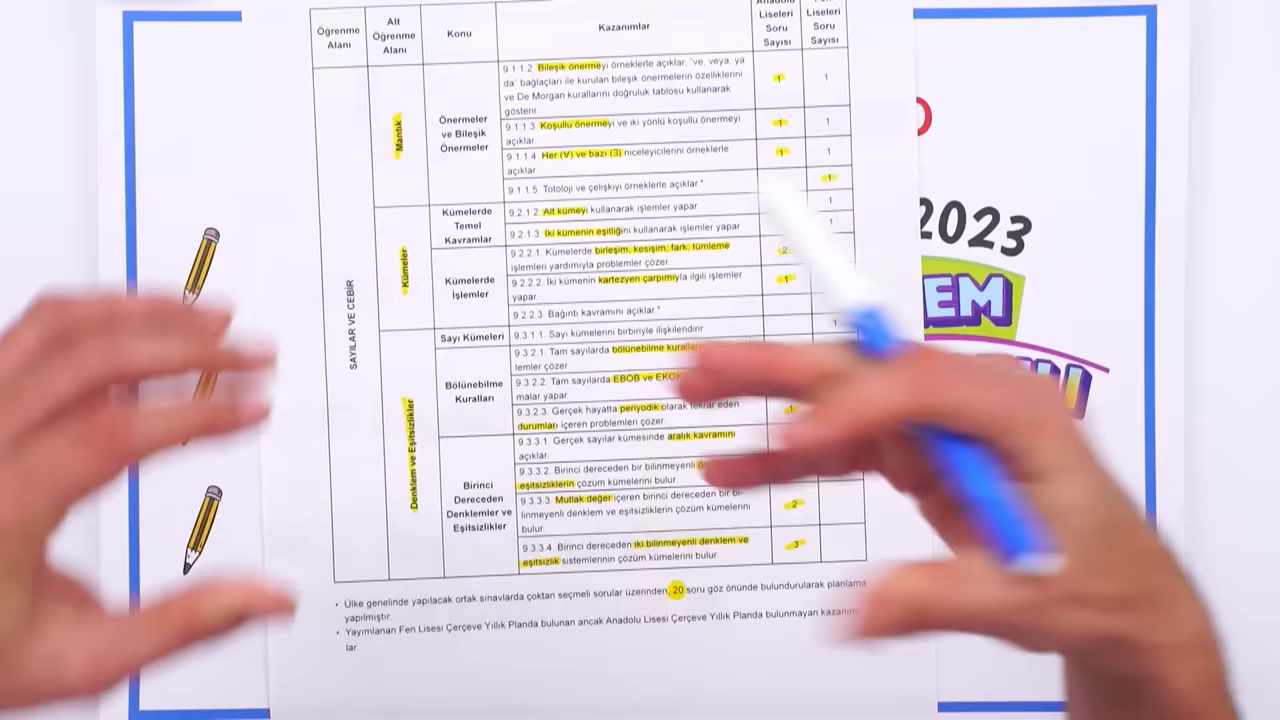 Öğrenme Alanı
Alt Öğrenme Alanı
Konu
Kazanımlar
Liseleri Soru Sayısı
Liseleri Soru Sayısı
SAYILAR VE CEBİR
Mantık
Önermeler ve Bileşik Önermeler
9.1.1.2. Bileşik önermeyi örneklerle açıklar, “ve, veya, ya
da” bağlaçları ile kurulan bileşik önermelerin özelliklerini
ve De Morgan kurallarını doğruluk tablosu kullanarak
gösterir.
1
1
9.1.1.3. Koşullu önermeyi ve iki yönlü koşullu önermeyi
açıklar.
1
1
9.1.1.4. Her (∀) ve bazı (∃) niceleyicilerini örneklerle
açıklar
1
1
9.1.1.5. Totoloji ve çelişkiyi örneklerle açıklar.*
1
Kümeler
Kümelerde Temel Kavramlar
9.2.1.2. Alt kümeyi kullanarak işlemler yapar.
1
9.2.1.3. İki kümenin eşitliğini kullanarak işlemler yapar
1
Kümelerde İşlemler
9.2.2.1. Kümelerde birleşim, kesişim, fark, tümleme
işlemleri yardımıyla problemler çözer.
2
9.2.2.2. İki kümenin kartezyen çarpımıyla ilgili işlemler
yapar.
1
9.2.2.3. Bağıntı kavramını açıklar.*
Denklem ve Eşitsizlikler
Sayı Kümeleri
9.3.1.1. Sayı kümelerini birbiriyle ilişkilendirir
1
Bölünebilme Kuralları
9.3.2.1. Tam sayılarda bölünebilme
lemler çözer.
9.3.2.2. Tam sayılarda EBOB ve
malar yapar
9.3.2.3. Gerçek hayatta periyodik olarak tekrar eden
durumları içeren problemleri çözer.
1
Birinci Dereceden Denklemler ve Eşitsizlikler
9.3.3.1. Gerçek sayılar kümesinde aralık kavramını
açıklar.
9.3.3.2. Birinci dereceden bir bilinmeyenli
eşitsizliklerin çözüm kümelerini bulur.
9.3.3.3. Mutlak değer içeren birinci dereceden bir bi-
linmeyenli denklem ve eşitsizliklerin çözüm kümelerini
bulur.
2
9.3.3.4. Birinci dereceden iki bilinmeyenli denklem ve
eşitsizlik sistemlerinin çözüm kümelerini bulur.
3
• Ülke genelinde yapılacak ortak sınavlarda çoktan seçmeli sorular üzerinden, 20 soru göz önünde bulundurularak planlama
yapılmıştır.
• Yayımlanan Fen Lisesi Çerçeve Yıllık Planda bulunan ancak Anadolu Lisesi Çerçeve Yıllık Planda bulunmayan
lar.
2023